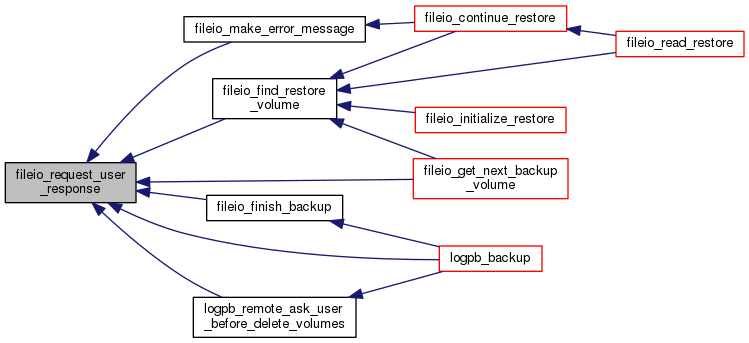 fileio_request_user
_response
fileio_make_error_message
fileio_find_restore
_volume
fileio_finish_backup
logpb_remote_ask_user
_before_delete_volumes
fileio_continue_restore
fileio_initialize_restore
fileio_get_next_backup
_volume
logpb_backup
fileio_read_restore